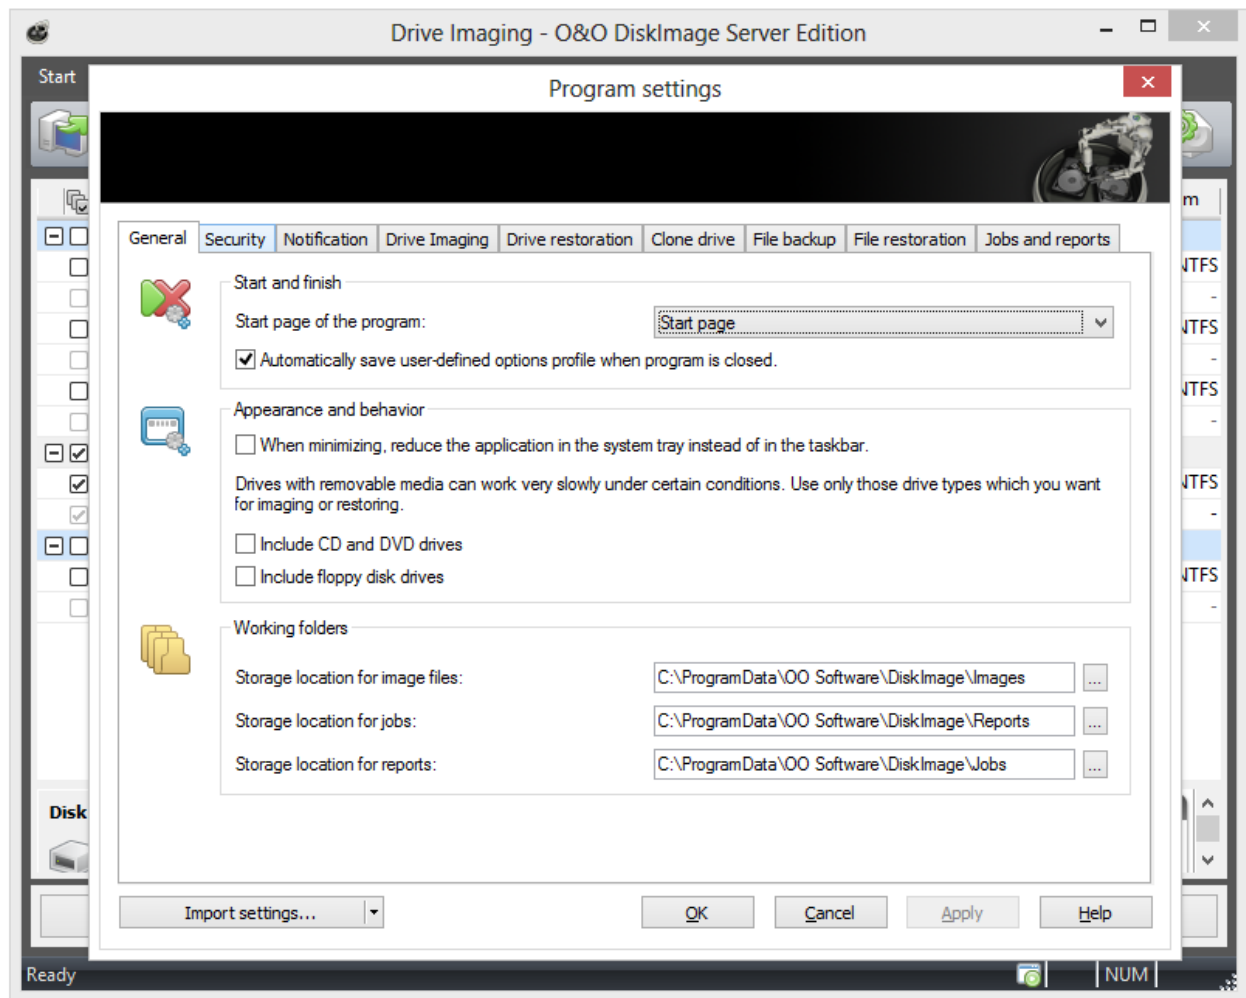 Drive Imaging - O&O DiskImage Server Edition
Start
Program settings
m
General Security Notification Drive Imaging Drive restoration Clone drive File backup File restoration Jobs and reports
NTFS
Start and finish
Start page of the program: Start page
NTFS
Automatically save user-defined options profile when program is closed.
NTFS
Appearance and behavior
When minimizing, reduce the application in the system tray instead of in the taskbar.
Drives with removable media can work very slowly under certain conditions. Use only those drive types which you want
NTFS
for imaging or restoring.
Include CD and DVD drives
Include floppy disk drives
NTFS
Working folders
Storage location for image files: C:\ProgramData\OO Software\DiskImage\Images ...
Storage location for jobs: C:\ProgramData\OO Software\DiskImage\Reports ...
Storage location for reports: C:\ProgramData\OO Software\DiskImage\Jobs ...
Disk
Import settings... OK Cancel Apply Help
Ready NUM